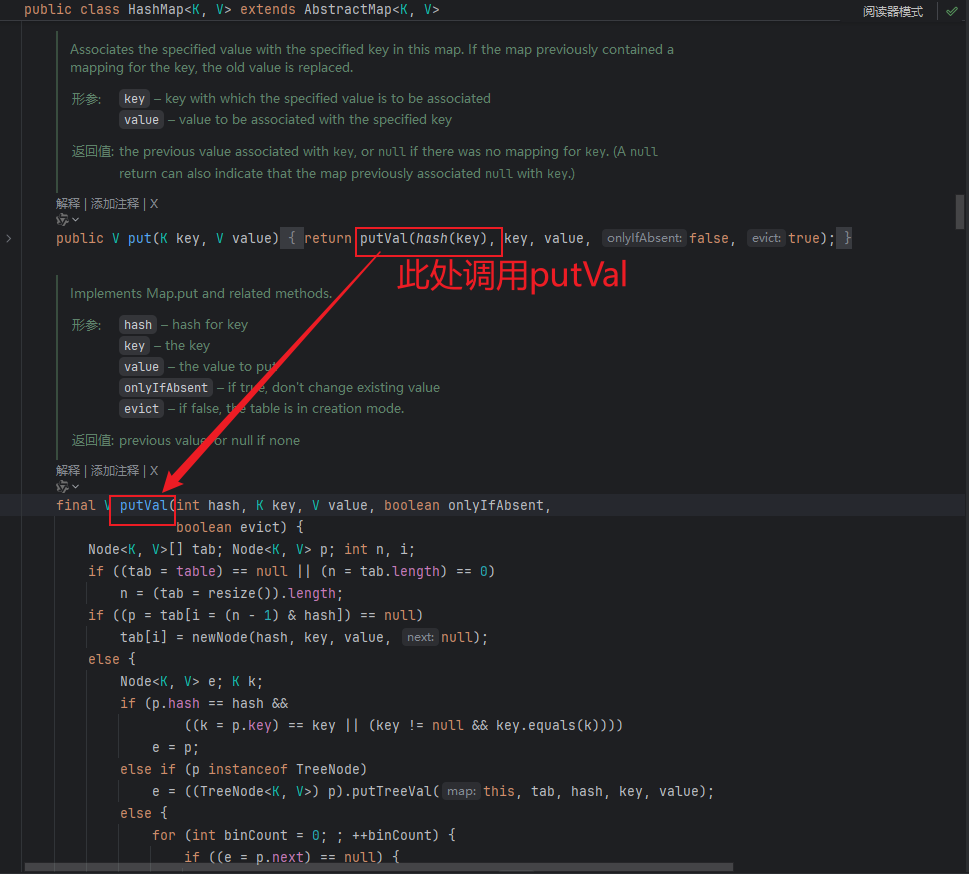 public class HashMap<K, V> extends AbstractMap<K, V>
阅读器模式
Associates the specified value with the specified key in this map. If the map previously contained a
mapping for the key, the old value is replaced.
形参: key – key with which the specified value is to be associated
value – value to be associated with the specified key
返回值: the previous value associated with key, or null if there was no mapping for key. (A null
return can also indicate that the map previously associated null with key.)
解释 | 添加注释 | X
public V put(K key, V value) { return putVal(hash(key), key, value, onlyIfAbsent: false, evict: true); }
此处调用putVal
Implements Map.put and related methods.
形参: hash – hash for key
key – the key
value – the value to put
onlyIfAbsent – if true, don't change existing value
evict – if false, the table is in creation mode.
返回值: previous value, or null if none
解释 | 添加注释 | X
final V putVal(int hash, K key, V value, boolean onlyIfAbsent,
boolean evict) {
Node<K, V>[] tab; Node<K, V> p; int n, i;
if ((tab = table) == null || (n = tab.length) == 0)
n = (tab = resize()).length;
if ((p = tab[i = (n - 1) & hash]) == null)
tab[i] = newNode(hash, key, value, next: null);
else {
Node<K, V> e; K k;
if (p.hash == hash &&
((k = p.key) == key || (key != null && key.equals(k))))
e = p;
else if (p instanceof TreeNode)
e = ((TreeNode<K, V>) p).putTreeVal( map: this, tab, hash, key, value);
else {
for (int binCount = 0; ; ++binCount) {
if ((e = p.next) == null) {